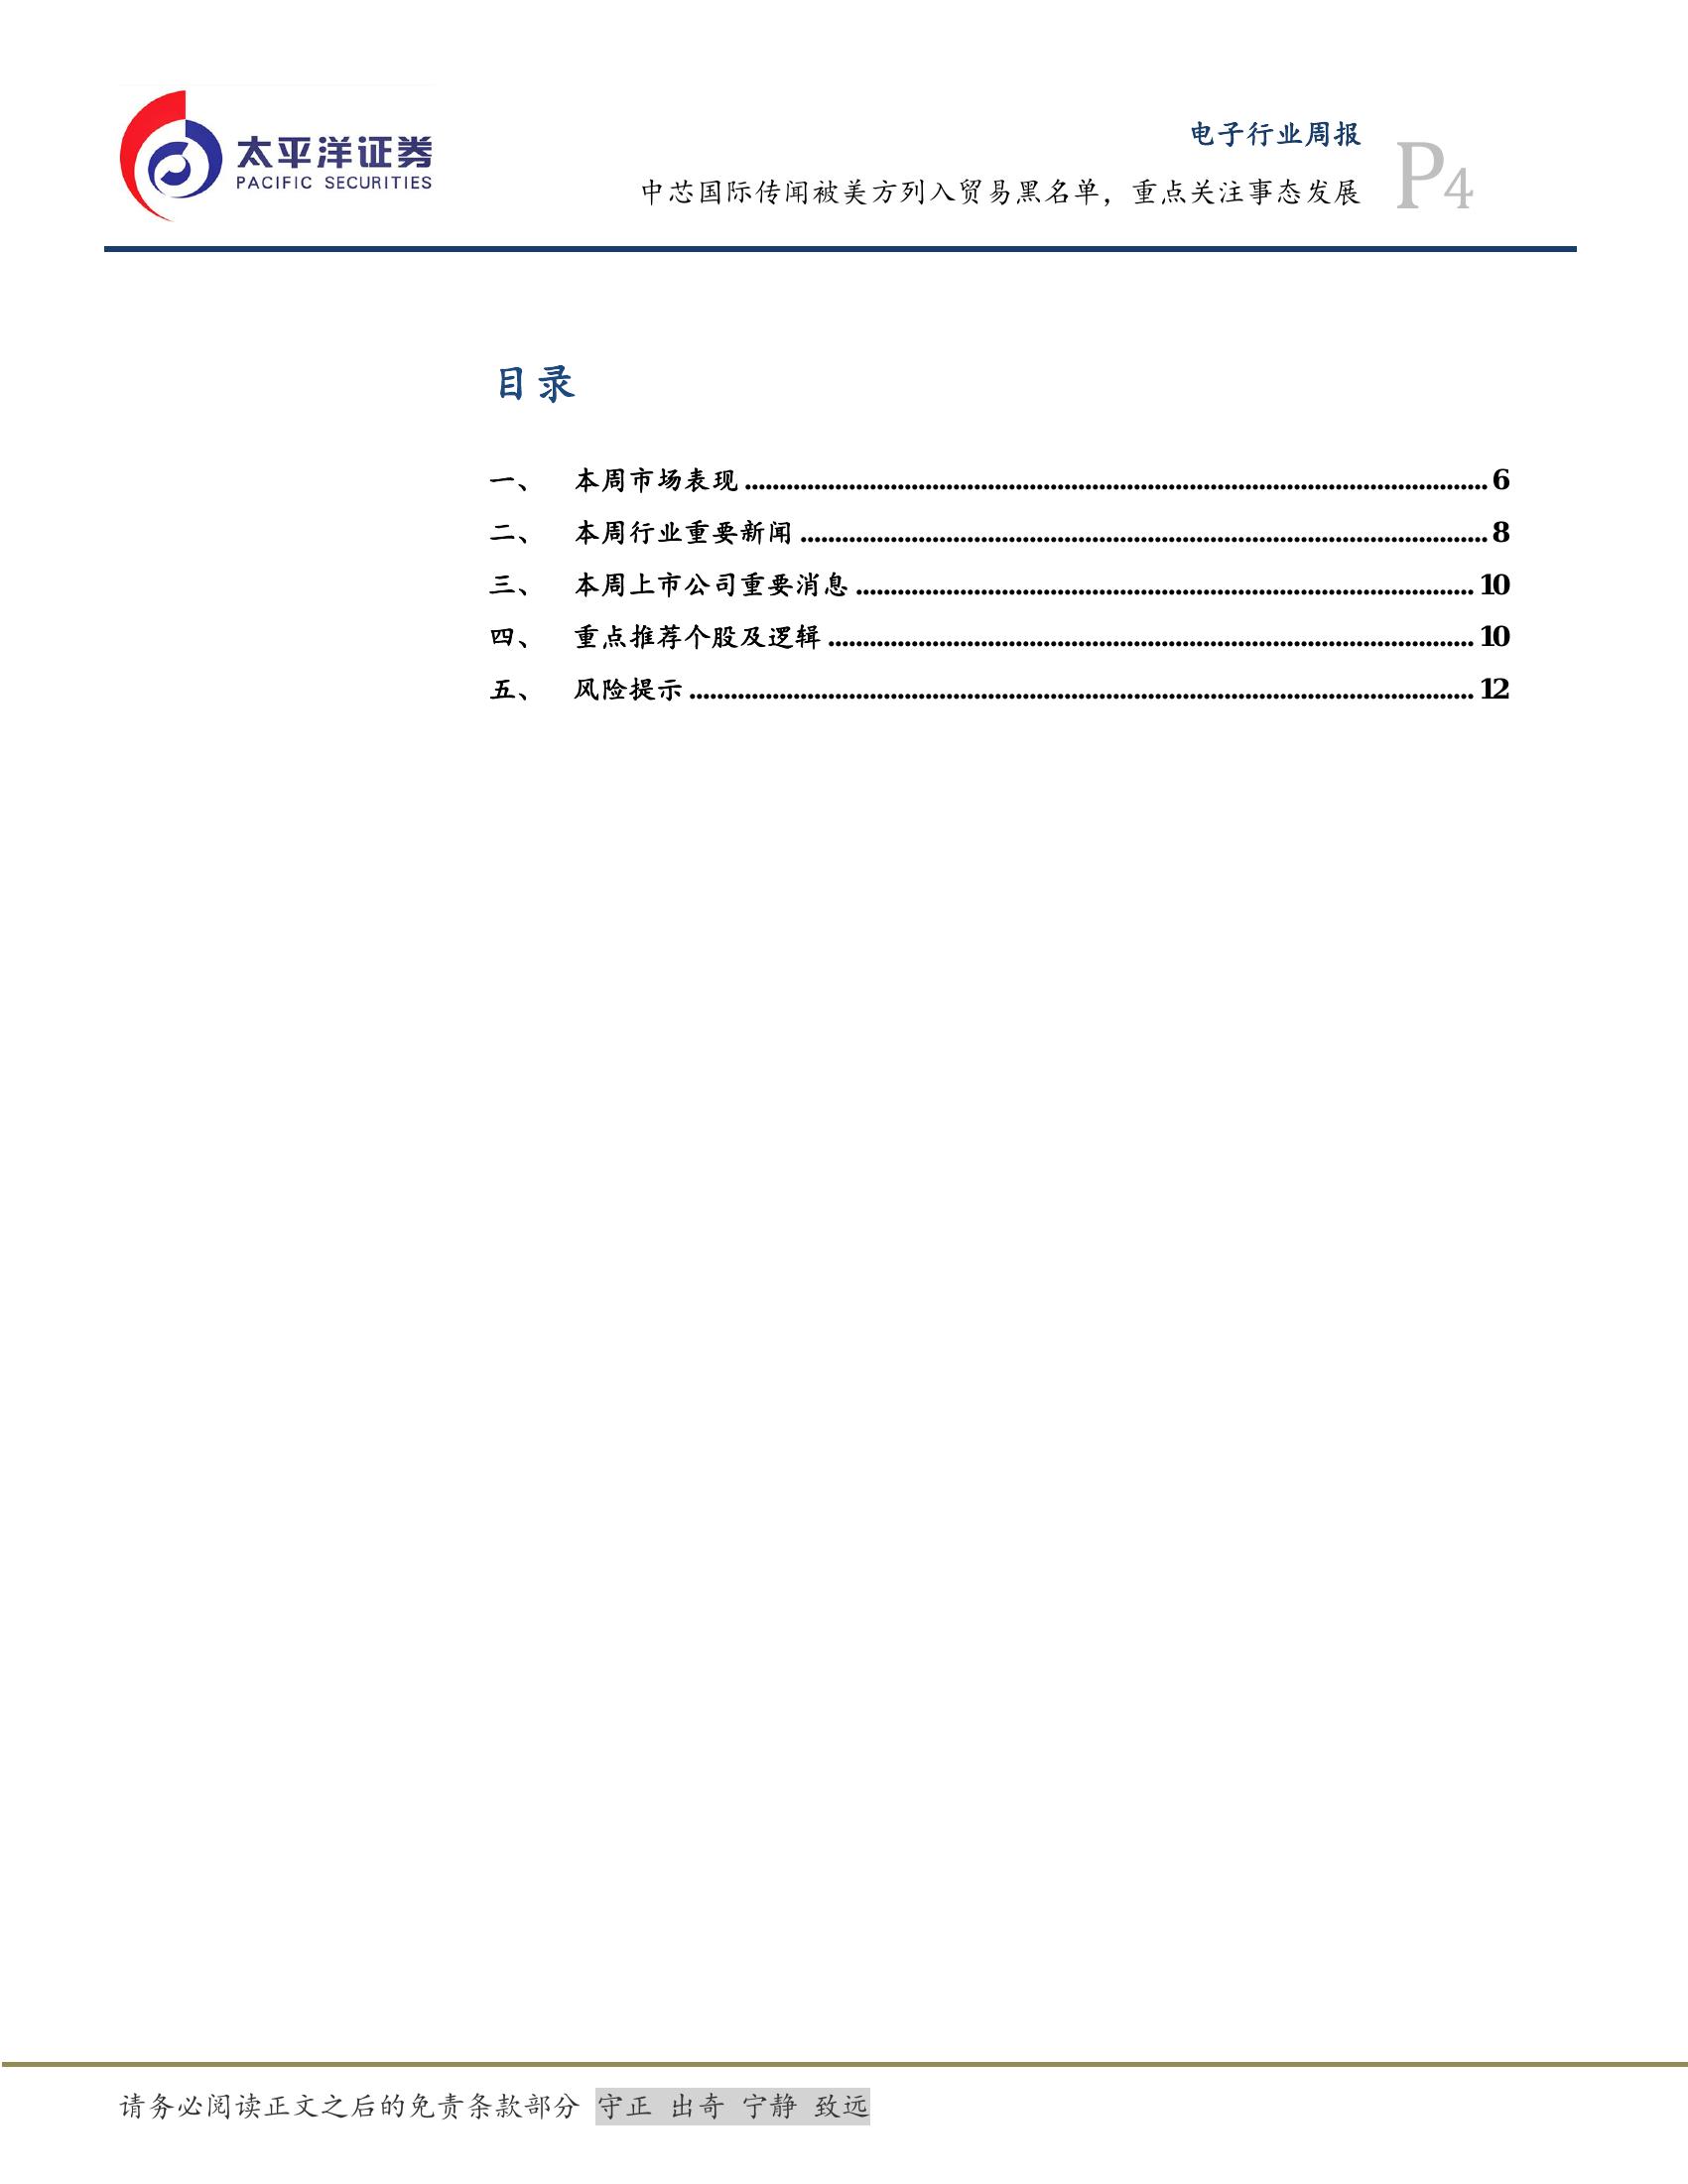 太平洋证券
PACIFIC SECURITIES
电子行业周报
中芯国际传闻被美方列入贸易黑名单，重点关注事态发展
P4
目录
一、 本周市场表现 ........ 6
二、 本周行业重要新闻 ........ 8
三、 本周上市公司重要消息 ........ 10
四、 重点推荐个股及逻辑 ........ 10
五、 风险提示 ........ 12
请务必阅读正文之后的免责条款部分 守正 出奇 宁静 致远